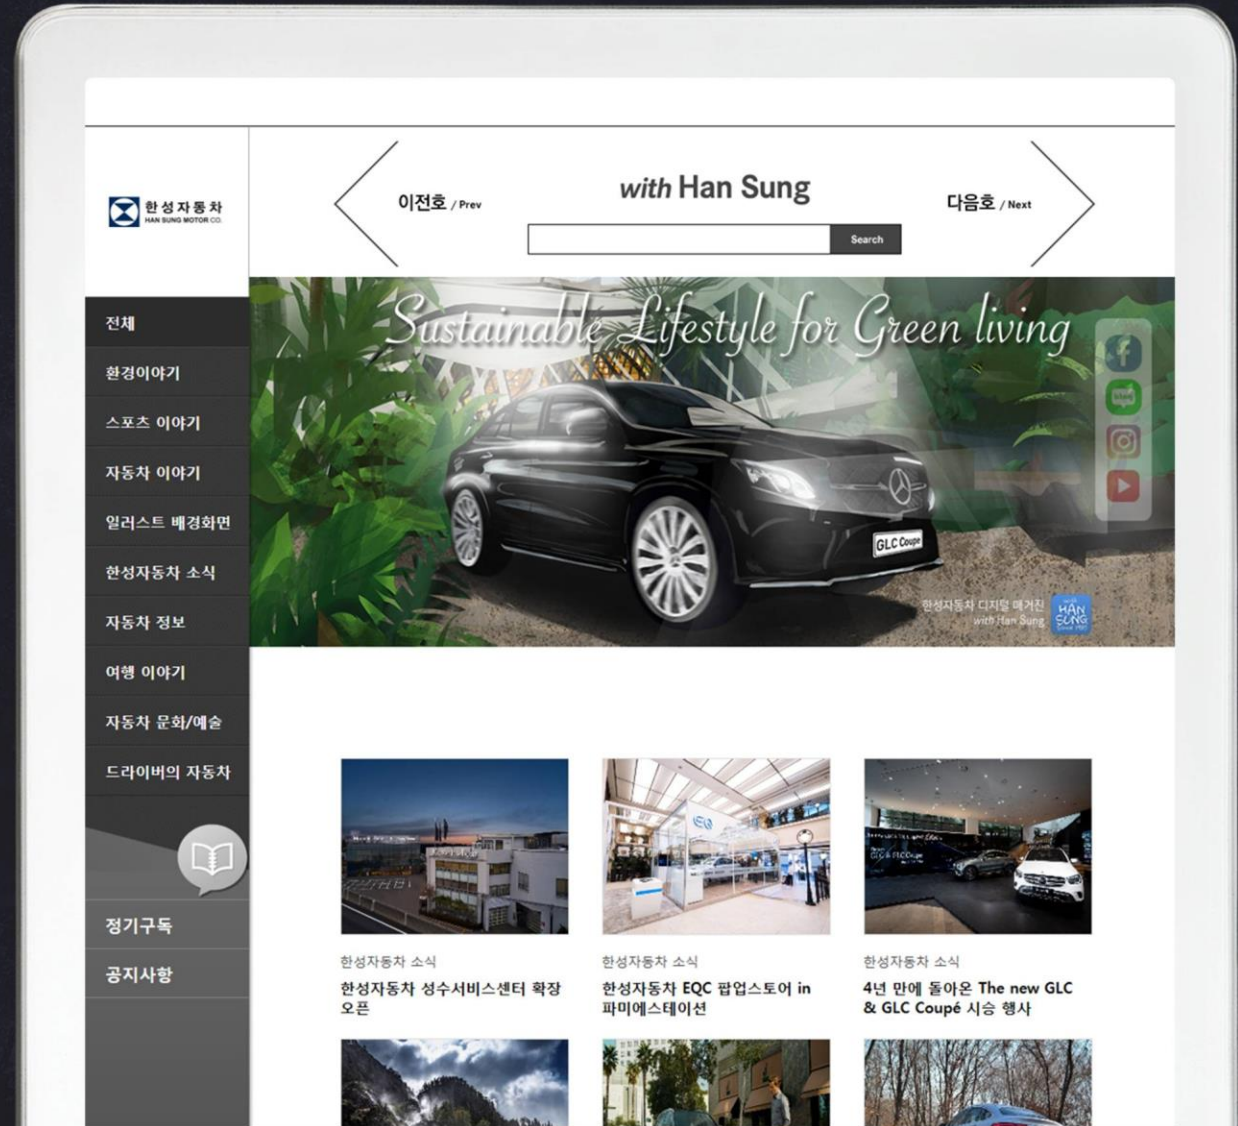 한성자동차
HAN SUNG MOTOR CO.
이전호 / Prev
with Han Sung
Search
다음호 / Next
전체
환경이야기
스포츠 이야기
자동차 이야기
일러스트 배경화면
한성자동차 소식
자동차 정보
여행 이야기
자동차 문화/예술
드라이버의 자동차
정기구독
공지사항
Sustainable Lifestyle for Green living
blog
GLC Coupe
한성자동차 디지털 매거진
with Han Sung
with
HAN
SUNG
EQ
한성자동차 소식
한성자동차 성수서비스센터 확장
오픈
한성자동차 소식
한성자동차 EQC 팝업스토어 in
파미에스테이션
한성자동차 소식
4년 만에 돌아온 The new GLC
& GLC Coupé 시승 행사